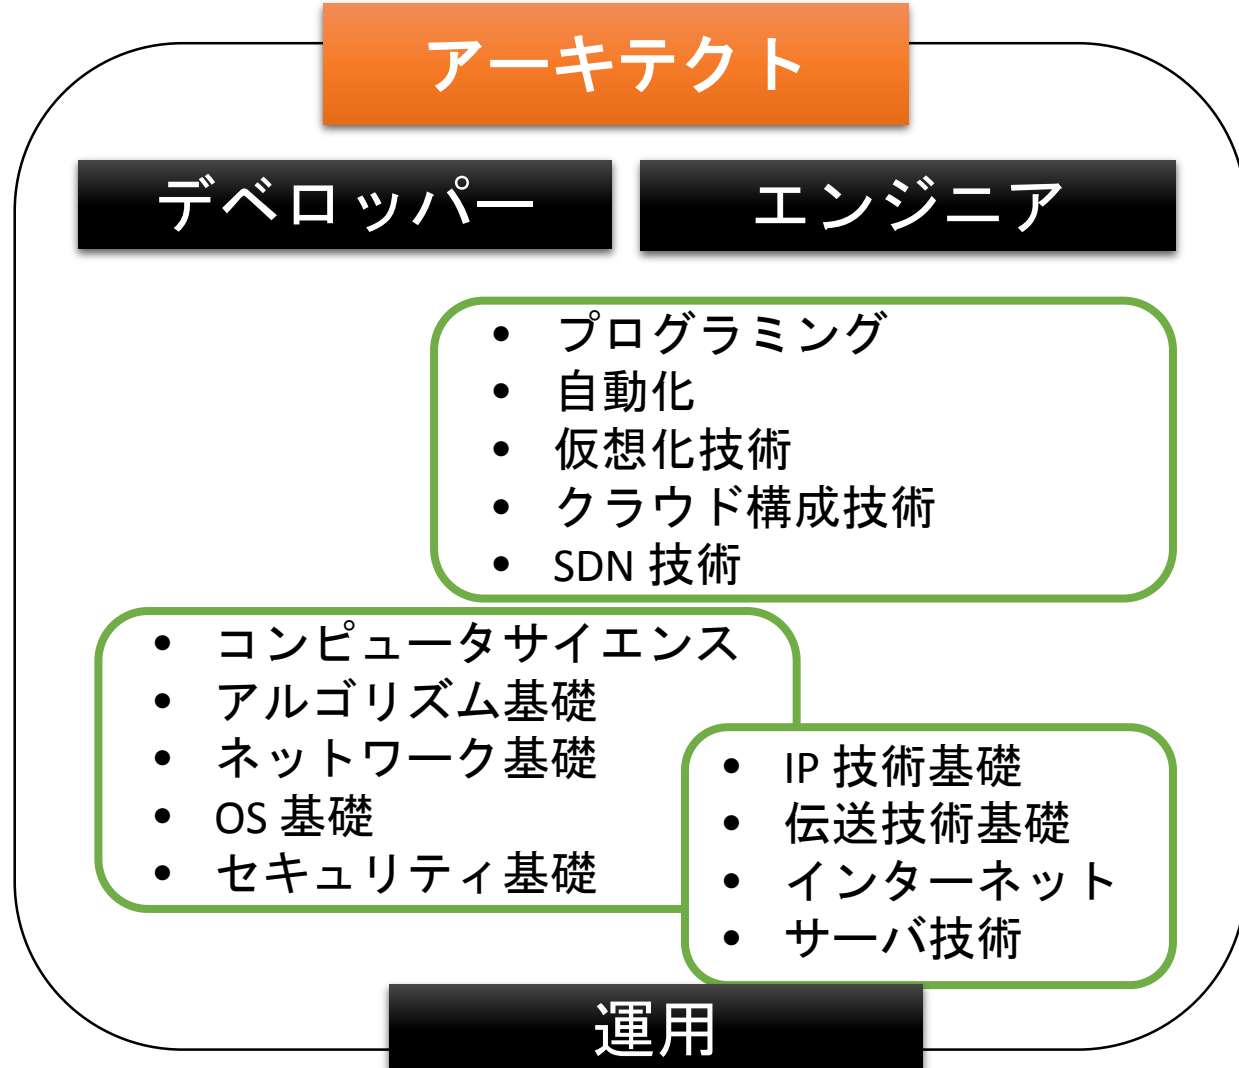 アーキテクト
デベロッパー
エンジニア
• プログラミング
• 自動化
• 仮想化技術
• クラウド構成技術
• SDN 技術
• コンピュータサイエンス
• アルゴリズム基礎
• ネットワーク基礎
• OS 基礎
• セキュリティ基礎
• IP 技術基礎
• 伝送技術基礎
• インターネット
• サーバ技術
運用